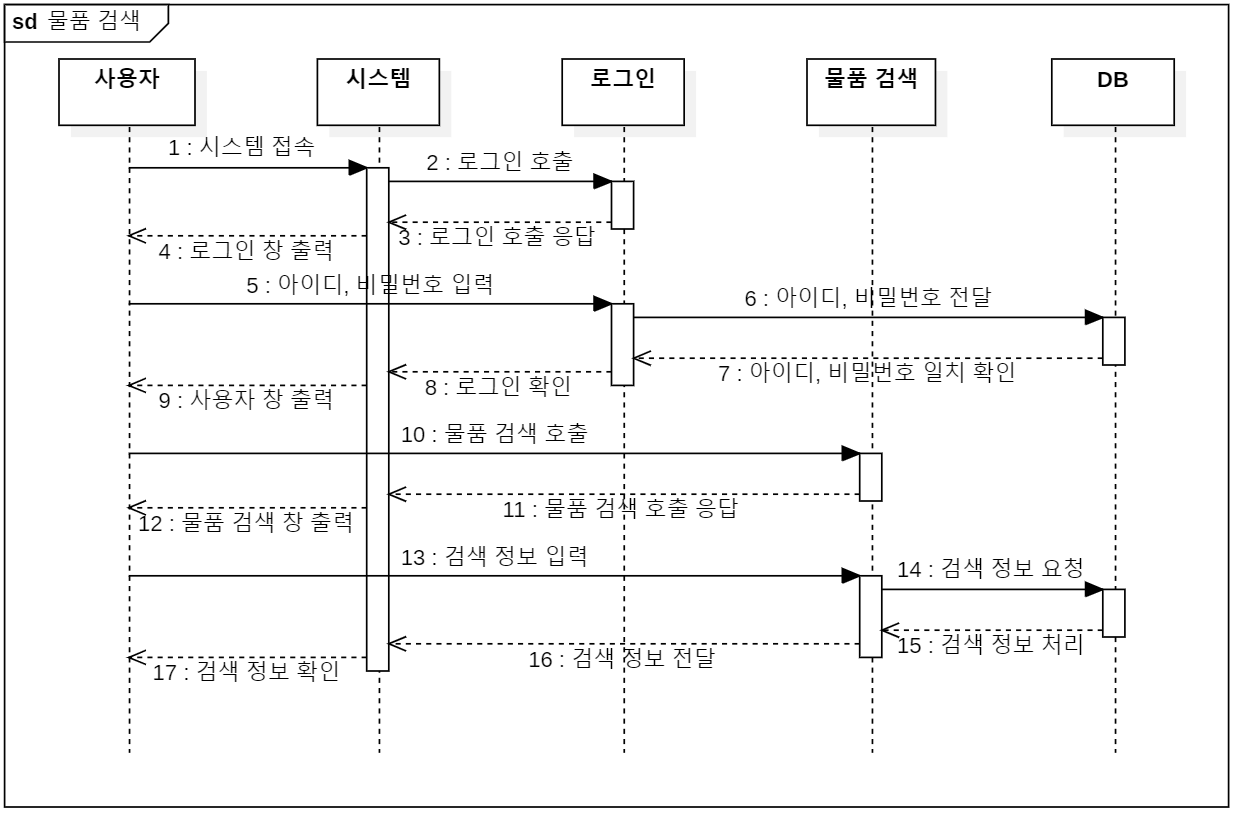 sd 물품 검색
사용자
시스템
로그인
물품 검색
DB
1 : 시스템 접속
2 : 로그인 호출
3 : 로그인 호출 응답
4 : 로그인 창 출력
5 : 아이디, 비밀번호 입력
6 : 아이디, 비밀번호 전달
7 : 아이디, 비밀번호 일치 확인
8 : 로그인 확인
9 : 사용자 창 출력
10 : 물품 검색 호출
11 : 물품 검색 호출 응답
12 : 물품 검색 창 출력
13 : 검색 정보 입력
14 : 검색 정보 요청
15 : 검색 정보 처리
16 : 검색 정보 전달
17 : 검색 정보 확인